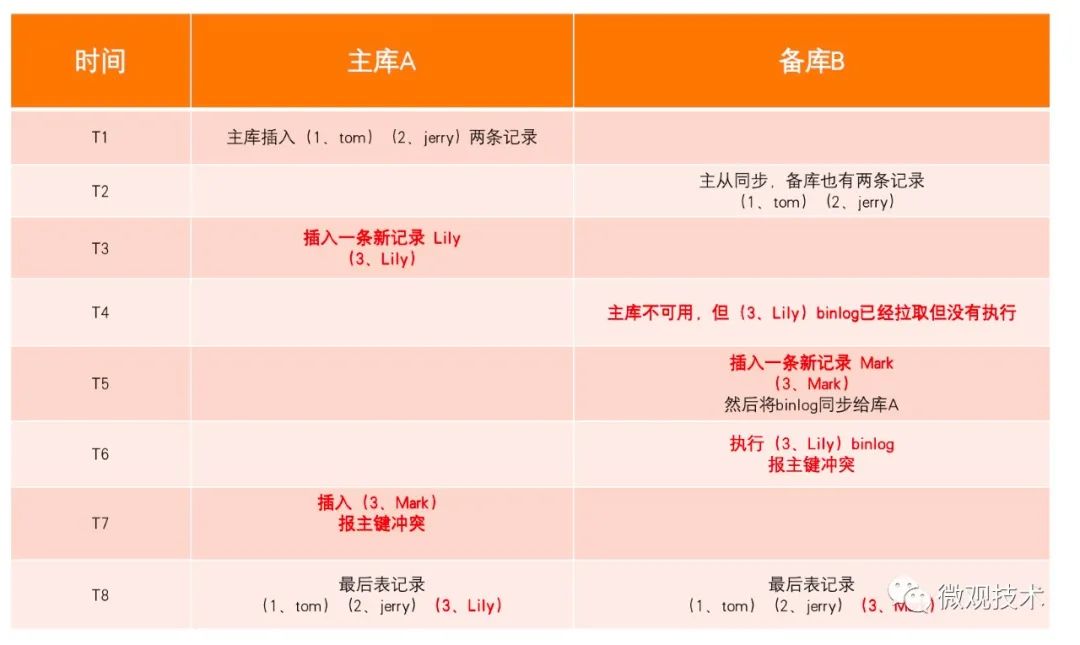 时间 主库A 备库B
T1 主库插入（1、tom）（2、jerry）两条记录
T2 主从同步，备库也有两条记录
（1、tom）（2、jerry）
T3 插入一条新记录 Lily
（3、Lily）
T4 主库不可用，但（3、Lily）binlog已经拉取但没有执行
T5 插入一条新记录 Mark
（3、Mark）
然后将binlog同步给库A
T6 执行（3、Lily）binlog
报主键冲突
T7 插入（3、Mark）
报主键冲突
T8 最后表记录 最后表记录
（1、tom）（2、jerry）（3、Lily） （1、tom）（2、jerry）（3、
微观技术